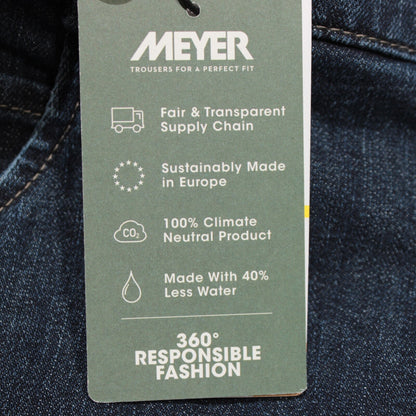 MEYER
TROUSERS FOR A PERFECT FIT
Fair & Transparent
Supply Chain
Sustainably Made
in Europe
CO₂
100% Climate
Neutral Product
Made With 40%
Less Water
360°
RESPONSIBLE
FASHION